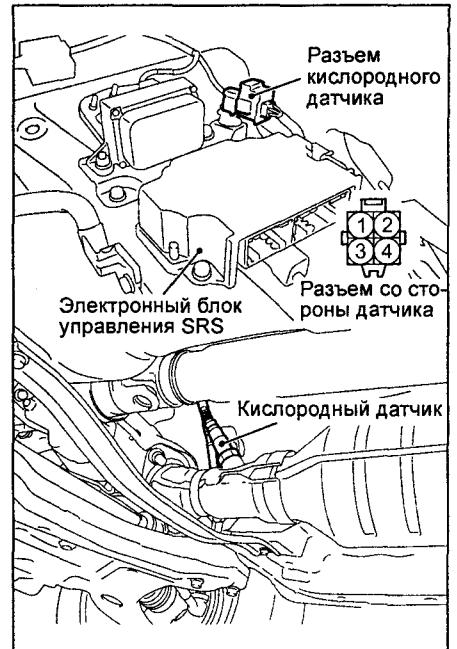 Разъем
кислородного
датчика
1 2
3 4
Разъем со сто-
роны датчика
Электронный блок
управления SRS
Кислородный датчик